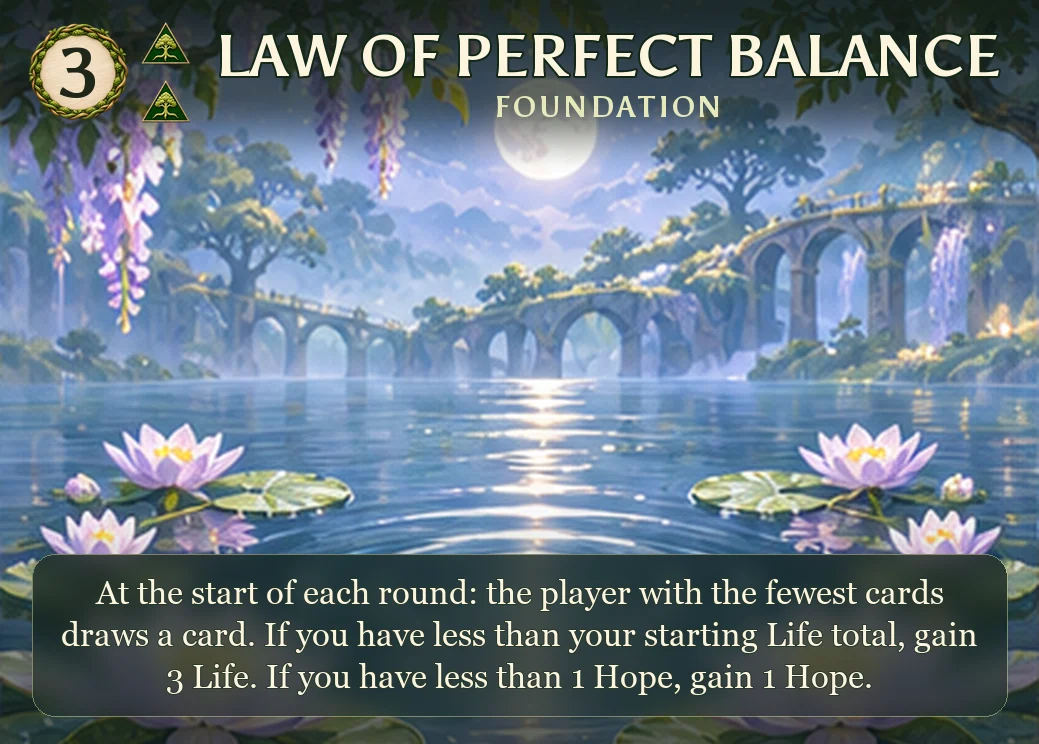 3
LAW OF PERFECT BALANCE
FOUNDATION
At the start of each round: the player with the fewest cards
draws a card. If you have less than your starting Life total, gain
3 Life. If you have less than 1 Hope, gain 1 Hope.